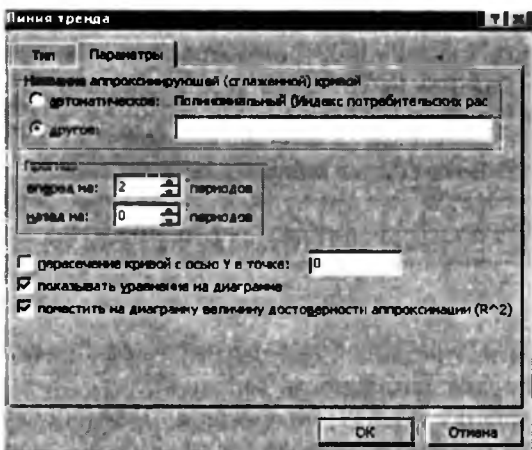 Линия тренда
Тип Параметры
Название аппроксимирующей (сглаженной) кривой
автоматическое: Полиномиальный (Индекс потребительских рас
другое:
Прогноз
вперед на: 2 периодов
назад на: 0 периодов
пересечение кривой с осью Y в точке: 0
показывать уравнение на диаграмме
поместить на диаграмму величину достоверности аппроксимации (R^2)
OK Отмена